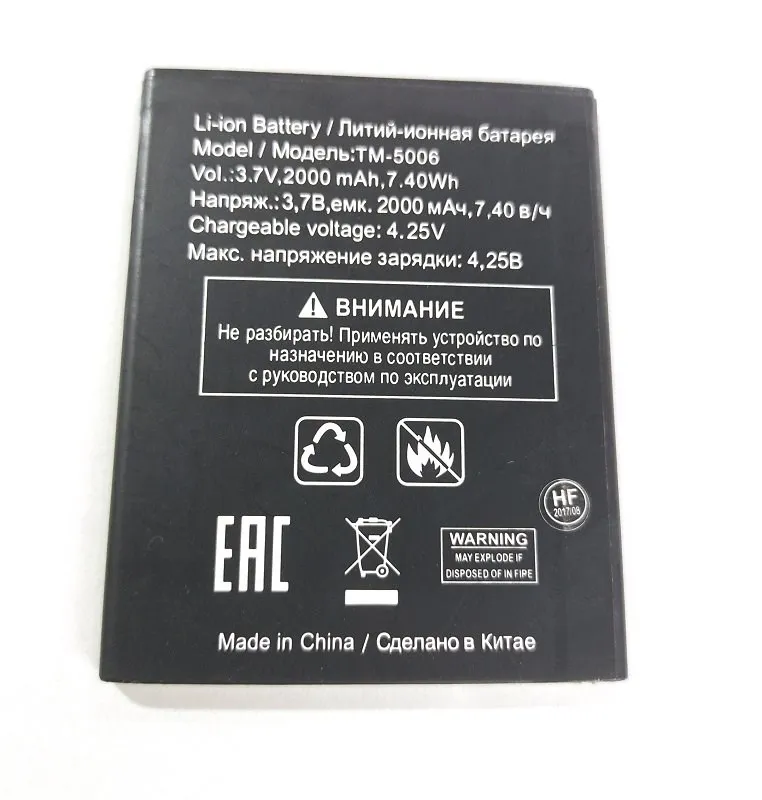 Li-ion Battery / Литий-ионная батарея
Model / Модель:TM-5006
Vol.:3.7V,2000 mAh,7.40Wh
Напряж.:3,7В,емк. 2000 мАч,7,40 в/ч
Chargeable voltage: 4.25V
Макс. напряжение зарядки: 4,25В
ВНИМАНИЕ
Не разбирать! Применять устройство по
назначению в соответствии
с руководством по эксплуатации
HF
2017/08
EAC
WARNING
MAY EXPLODE IF
DISPOSED OF IN FIPE
Made in China / Сделано в Китае